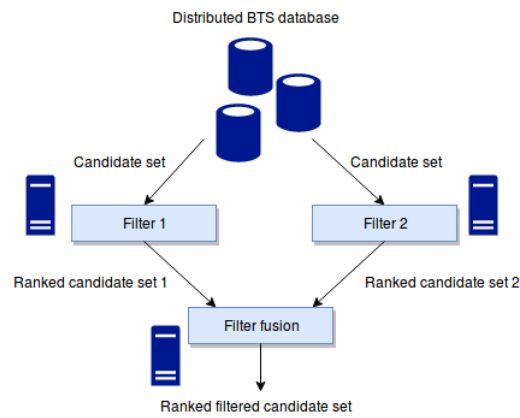 Distributed BTS database
Candidate set
Candidate set
Filter 1
Filter 2
Ranked candidate set 1
Ranked candidate set 2
Filter fusion
Ranked filtered candidate set